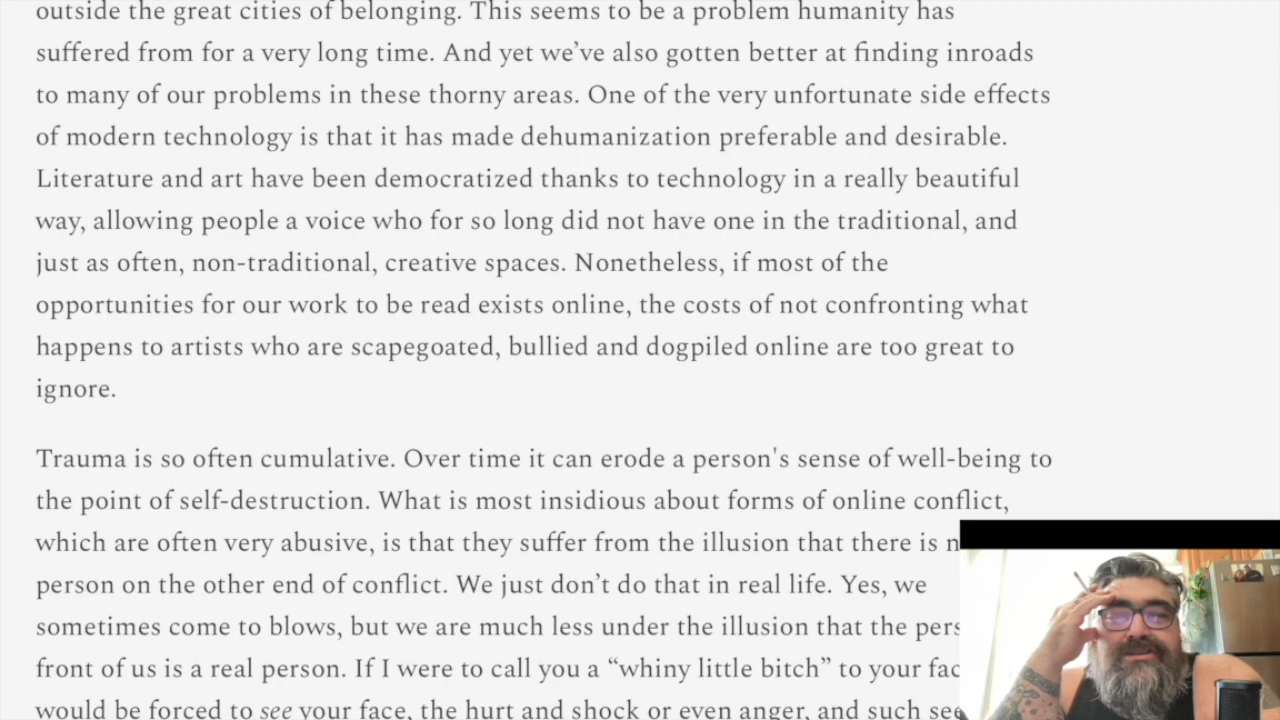 outside the great cities of belonging. This seems to be a problem humanity has
suffered from for a very long time. And yet we’ve also gotten better at finding inroads
to many of our problems in these thorny areas. One of the very unfortunate side effects
of modern technology is that it has made dehumanization preferable and desirable.
Literature and art have been democratized thanks to technology in a really beautiful
way, allowing people a voice who for so long did not have one in the traditional, and
just as often, non-traditional, creative spaces. Nonetheless, if most of the
opportunities for our work to be read exists online, the costs of not confronting what
happens to artists who are scapegoated, bullied and dogpiled online are too great to
ignore.
Trauma is so often cumulative. Over time it can erode a person's sense of well-being to
the point of self-destruction. What is most insidious about forms of online conflict,
which are often very abusive, is that they suffer from the illusion that there is
person on the other end of conflict. We just don’t do that in real life. Yes, we
sometimes come to blows, but we are much less under the illusion that the
front of us is a real person. If I were to call you a “whiny little bitch” to your
would be forced to see your face, the hurt and shock or even anger, and such